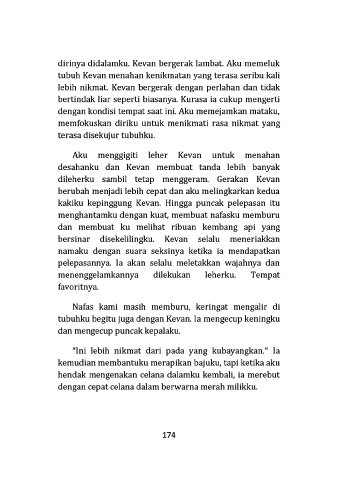 dirinya didalamku. Kevan bergerak lambat. Aku memeluk
tubuh Kevan menahan kenikmatan yang terasa seribu kali
lebih nikmat. Kevan bergerak dengan perlahan dan tidak
bertindak liar seperti biasanya. Kurasa ia cukup mengerti
dengan kondisi tempat saat ini. Aku memejamkan mataku,
memfokuskan diriku untuk menikmati rasa nikmat yang
terasa disekujur tubuhku.
Aku menggigiti leher Kevan untuk menahan
desahanku dan Kevan membuat tanda lebih banyak
dileherku sambil tetap menggeram. Gerakan Kevan
berubah menjadi lebih cepat dan aku melingkarkan kedua
kakiku kepinggung Kevan. Hingga puncak pelepasan itu
menghantamku dengan kuat, membuat nafasku memburu
dan membuat ku melihat ribuan kembang api yang
bersinar disekelilingku. Kevan selalu meneriakkan
namaku dengan suara seksinya ketika ia mendapatkan
pelepasannya. Ia akan selalu meletakkan wajahnya dan
menenggelamkannya dilekukan leherku. Tempat
favoritnya.
Nafas kami masih memburu, keringat mengalir di
tubuhku begitu juga dengan Kevan. Ia mengecup keningku
dan mengecup puncak kepalaku.
"Ini lebih nikmat dari pada yang kubayangkan." Ia
kemudian membantuku merapikan bajuku, tapi ketika aku
hendak mengenakan celana dalamku kembali, ia merebut
dengan cepat celana dalam berwarna merah milikku.
174